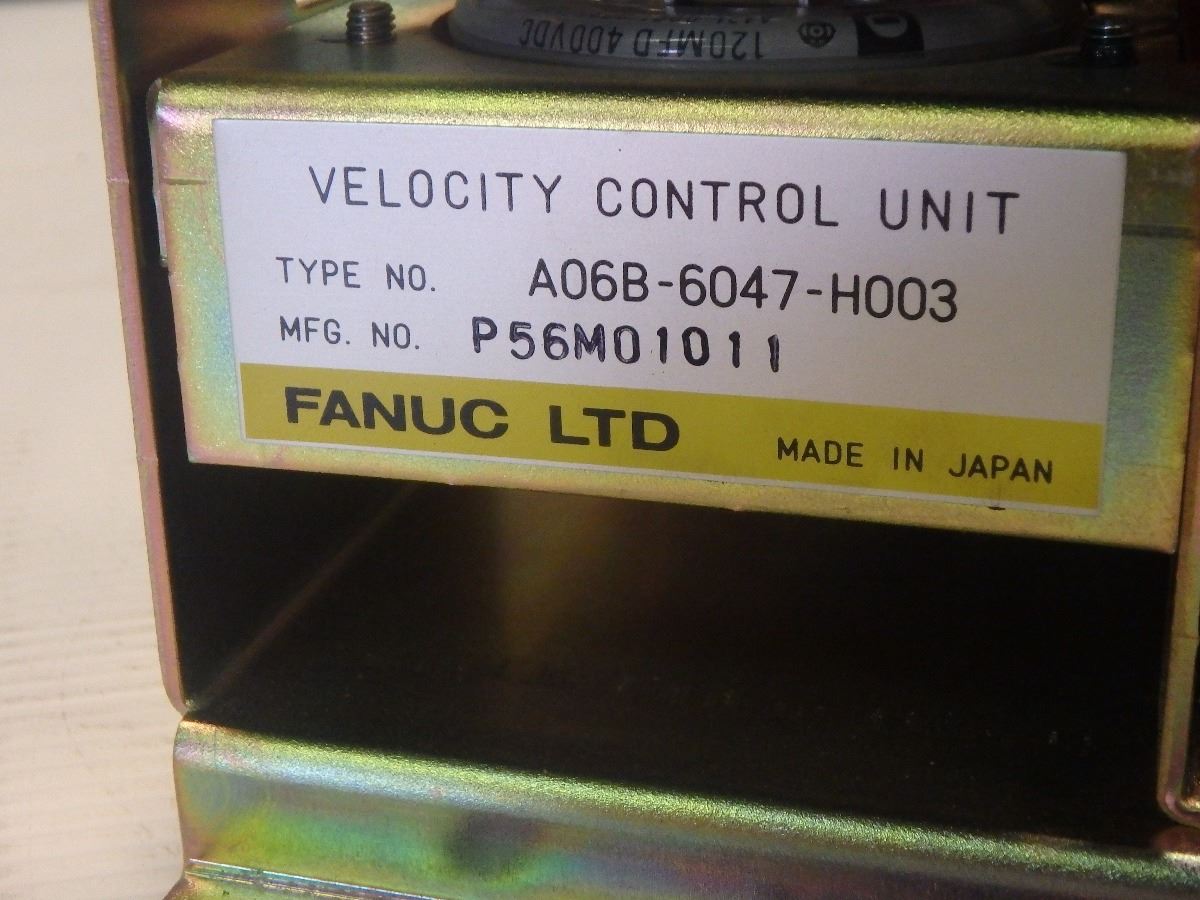 120MFD 400VDC
VELOCITY CONTROL UNIT
TYPE NO. A06B-6047-H003
MFG. NO. P56M01011
FANUC LTD MADE IN JAPAN